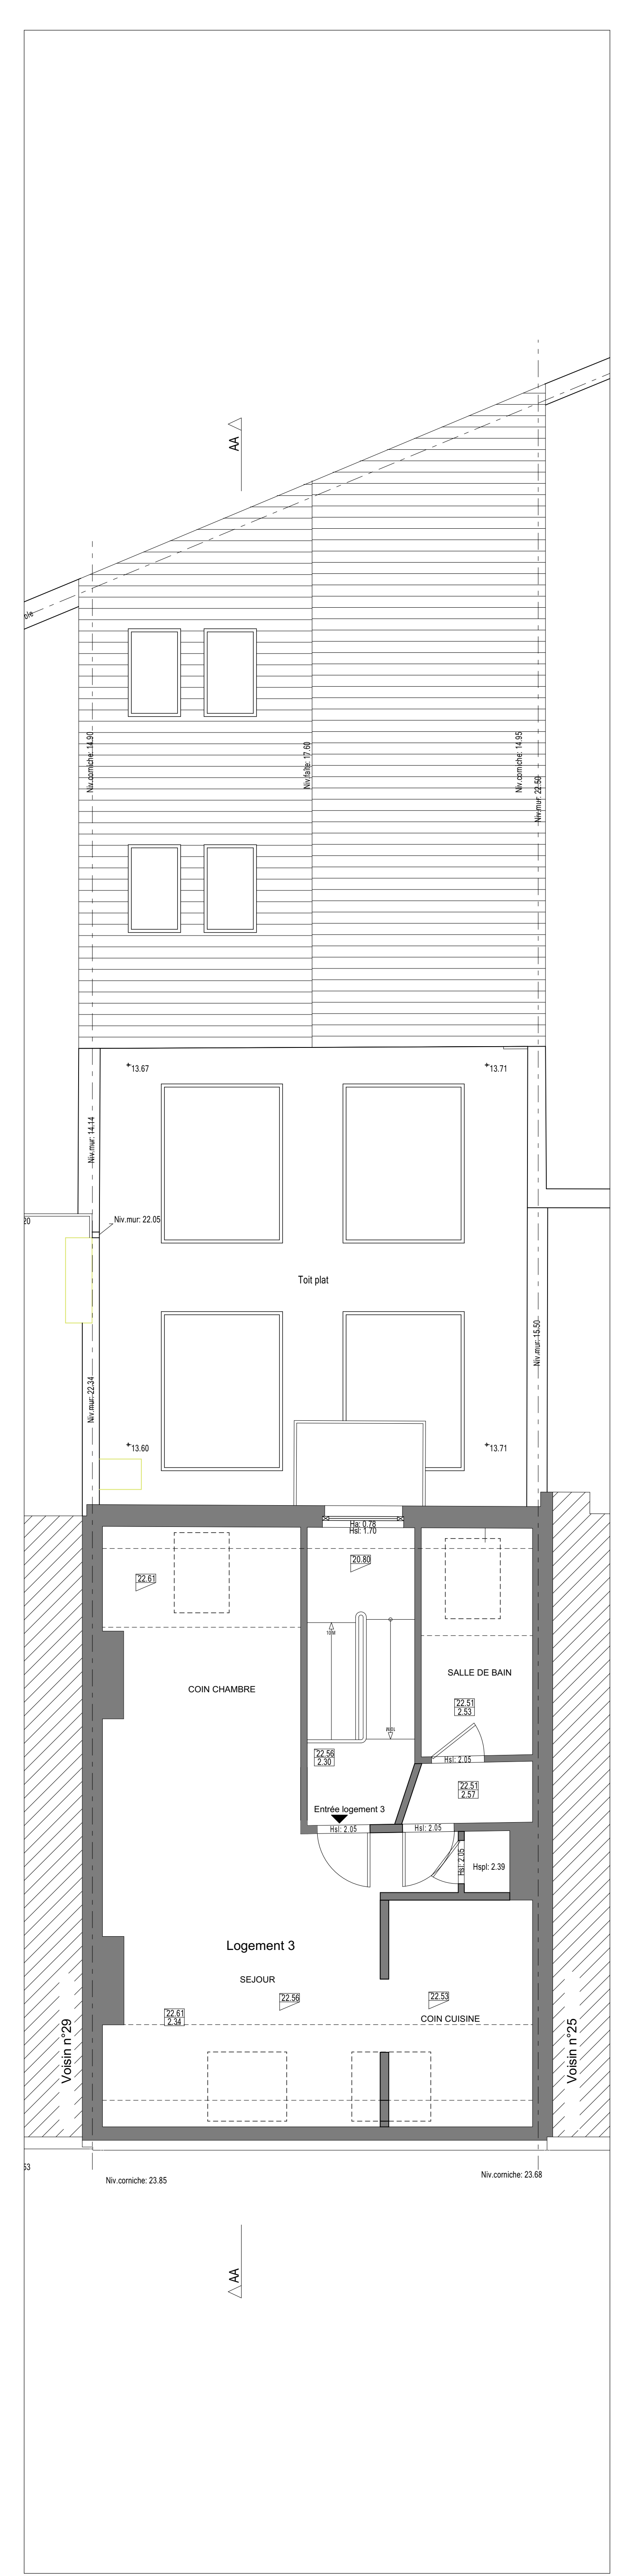 AA
Niv.corniche: 14.90
Niv.faîte: 17.60
Niv.corniche: 14.95
Niv.mur: 22.50
13.67
13.71
Niv.mur: 14.14
Niv.mur: 22.05
20
Toit plat
Niv.mur: 15.50
Niv.mur: 22.34
13.60
13.71
Ha: 0.78
Hsl: 1.70
20.80
22.61
COIN CHAMBRE
SALLE DE BAIN
22.51
2.53
22.56
2.30
Hsl: 2.05
22.51
2.57
Entrée logement 3
Hsl: 2.05
Hsl: 2.05
Hsl: 2.05
Hspl: 2.39
Logement 3
SEJOUR
22.56
22.53
22.61
2.34
COIN CUISINE
Voisin n°29
Voisin n°25
53
Niv.corniche: 23.85
Niv.corniche: 23.68
AA